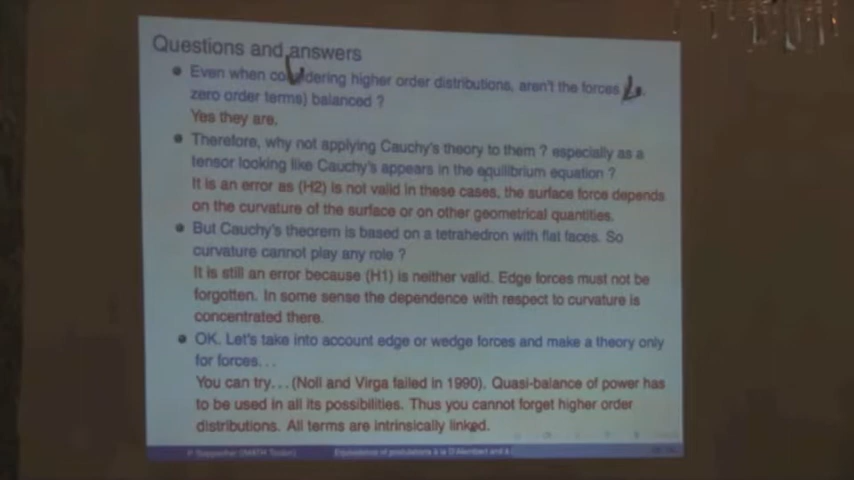 Questions and answers
Even when considering higher order distributions, aren't the forces
zero order terms) balanced ?
Yes they are.
Therefore, why not applying Cauchy's theory to them ? especially as a
tensor looking like Cauchy's appears in the equilibrium equation ?
It is an error as (H2) is not valid in these cases, the surface force depends
on the curvature of the surface or on other geometrical quantities.
But Cauchy's theorem is based on a tetrahedron with flat faces. So
curvature cannot play any role ?
It is still an error because (H1) is neither valid. Edge forces must not be
forgotten. In some sense the dependence with respect to curvature is
concentrated there.
OK. Let's take into account edge or wedge forces and make a theory only
for forces...
You can try... (Noll and Virga failed in 1990). Quasi-balance of power has
to be used in all its possibilities. Thus you cannot forget higher order
distributions. All terms are intrinsically linked.